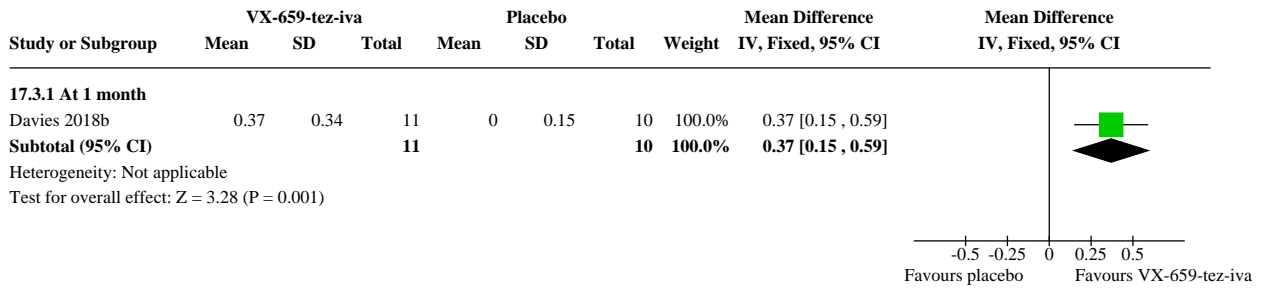 VX-659-tez-iva Placebo Mean Difference Mean Difference
Study or Subgroup Mean SD Total Mean SD Total Weight IV, Fixed, 95% CI IV, Fixed, 95% CI
17.3.1 At 1 month
Davies 2018b 0.37 0.34 11 0 0.15 10 100.0% 0.37 [0.15 , 0.59]
Subtotal (95% CI) 11 10 100.0% 0.37 [0.15 , 0.59]
Heterogeneity: Not applicable
Test for overall effect: Z = 3.28 (P = 0.001)
-0.5 -0.25 0 0.25 0.5
Favours placebo Favours VX-659-tez-iva